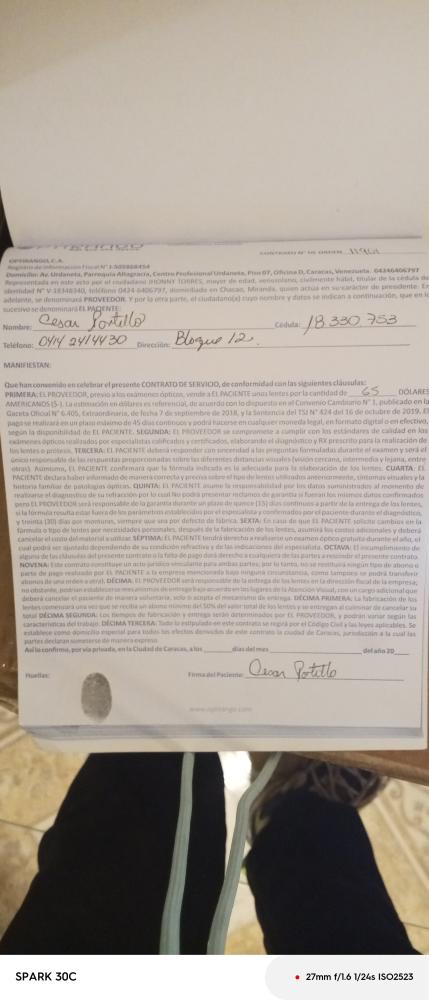 CONTRATO N° DE ORDEN
OPTIRANGO, C.A.
Registro de Información Fiscal N° J-505868454
Domicilio: Av. Urdaneta, Parroquia Altagracia, Centro Profesional Urdaneta, Piso 07, Oficina D, Caracas, Venezuela. 04246406797
Representada en este acto por el ciudadano JHONNY TORRES, mayor de edad, venezolano, civilmente hábil, titular de la cédula de
identidad N° V-18348340, teléfono 0424-6406797, domiciliado en Chacao, Miranda, quien actúa en su carácter de presidente. En
adelante, se denominará PROVEEDOR. Y por la otra parte, el ciudadano(a) cuyo nombre y datos se indican a continuación, que en lo
sucesivo se denominará EL PACIENTE:
Nombre: Cesar Portillo Cédula: 18.330.753
Teléfono: 0414 2414430 Dirección: Bloque 12.
MANIFIESTAN:
Que han convenido en celebrar el presente CONTRATO DE SERVICIO, de conformidad con las siguientes cláusulas:
PRIMERA: EL PROVEEDOR, previo a los exámenes ópticos, vende a EL PACIENTE unos lentes por la cantidad de 65 DÓLARES
AMERICANOS ($-). La estimación en dólares es referencial, de acuerdo con lo dispuesto en el Convenio Cambiario N° 1, publicado en la
Gaceta Oficial N° 6.405, Extraordinario, de fecha 7 de septiembre de 2018, y la Sentencia del TSJ N° 424 del 16 de octubre de 2019. El
pago se realizará en un plazo máximo de 45 días continuos y podrá hacerse en cualquier moneda legal, en formato digital o en efectivo,
según la disponibilidad de EL PACIENTE. SEGUNDA: El PROVEEDOR se compromete a cumplir con los estándares de calidad en los
exámenes ópticos realizados por especialistas calificados y certificados, elaborando el diagnóstico y RX prescrito para la realización de
los lentes o prótesis. TERCERA: EL PACIENTE deberá responder con sinceridad a las preguntas formuladas durante el examen y será el
único responsable de las respuestas proporcionadas sobre las diferentes distancias visuales (visión cercana, intermedia y lejana, entre
otras). Asimismo, EL PACIENTE confirmará que la fórmula indicada es la adecuada para la elaboración de los lentes. CUARTA: EL
PACIENTE declara haber informado de manera correcta y precisa sobre el tipo de lentes utilizados anteriormente, síntomas visuales y la
historia familiar de patologías ópticas. QUINTA: EL PACIENTE asume la responsabilidad por los datos suministrados al momento de
realizarse el diagnostico de su refracción por lo cual No podrá presentar reclamos de garantía si fueran los mismos datos confirmados
pero EL PROVEEDOR será responsable de la garantía durante un plazo de quince (15) días continuos a partir de la entrega de los lentes,
si la fórmula resulta estar fuera de los parámetros establecidos por el especialista y confirmados por el paciente durante el diagnóstico,
y treinta (30) días por monturas, siempre que sea por defecto de fábrica. SEXTA: En caso de que EL PACIENTE solicite cambios en la
fórmula o tipo de lentes por necesidades personales, después de la fabricación de los lentes, asumirá los costos adicionales y deberá
cancelar el costo del material a utilizar. SÉPTIMA: EL PACIENTE tendrá derecho a realizarse un examen óptico gratuito durante el año, el
cual podrá ser ajustado dependiendo de su condición refractiva y de las indicaciones del especialista. OCTAVA: El incumplimiento de
alguna de las cláusulas del presente contrato o la falta de pago dará derecho a cualquiera de las partes a rescindir el presente contrato.
NOVENA: Este contrato constituye un acto jurídico vinculante para ambas partes; por lo tanto, no se restituirá ningún tipo de abono o
parte de pago realizado por EL PACIENTE a la empresa mencionada bajo ninguna circunstancia, como tampoco se podrá transferir
abonos de una orden a otra). DÉCIMA: EL PROVEEDOR será responsable de la entrega de los lentes en la dirección fiscal de la empresa,
no obstante, podrían establecerse mecanismos de entrega bajo acuerdo en los lugares de la Atención Visual, con un cargo adicional que
deberá cancelar el paciente de manera voluntaria, solo si acepta el mecanismo de entrega. DÉCIMA PRIMERA: La fabricación de los
lentes comenzará una vez que se reciba un abono mínimo del 50% del valor total de los lentes y se entregan al culminar de cancelar su
total DÉCIMA SEGUNDA: Los tiempos de fabricación y entrega serán determinados por EL PROVEEDOR, y podrán variar según las
características del trabajo. DÉCIMA TERCERA: Todo lo estipulado en este contrato se regirá por el Código Civil y las leyes aplicables. Se
establece como domicilio especial para todos los efectos derivados de este contrato la ciudad de Caracas, jurisdicción a la cual las
partes declaran someterse de manera expresa.
Así lo confirma, por vía privada, en la Ciudad de Caracas, a los ______ días del mes ______ del año 20___
Huellas: Firma del Paciente: Cesar Portillo
www.optirango.com
SPARK 30C
27mm f/1.6 1/24s ISO2523